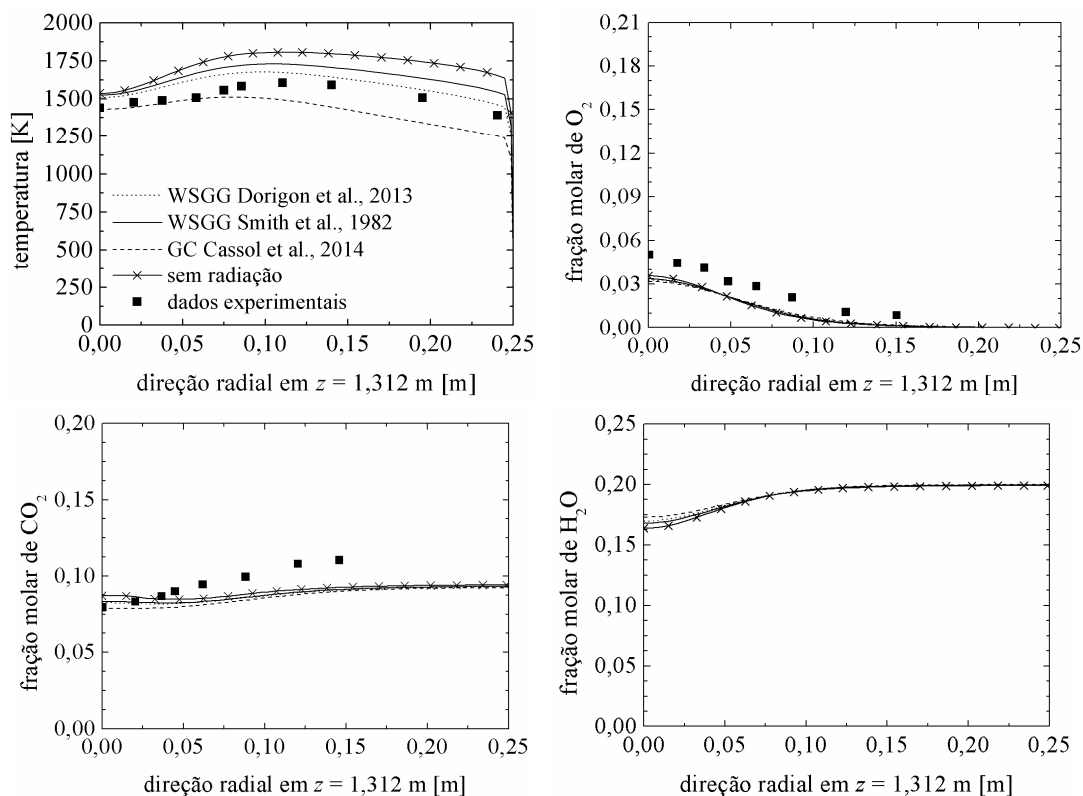 2000
1750
1500
1250
1000
750
500
250
0
temperatura [K]
WSGG Dorigon et al., 2013
WSGG Smith et al., 1982
GC Cassol et al., 2014
sem radiação
dados experimentais
0,00 0,05 0,10 0,15 0,20 0,25
direção radial em z = 1,312 m [m]
0,21
0,18
0,15
0,12
0,09
0,06
0,03
0,00
fração molar de O2
0,00 0,05 0,10 0,15 0,20 0,25
direção radial em z = 1,312 m [m]
0,20
0,15
0,10
0,05
0,00
fração molar de CO2
0,00 0,05 0,10 0,15 0,20 0,25
direção radial em z = 1,312 m [m]
0,25
0,20
0,15
0,10
0,05
0,00
fração molar de H2O
0,00 0,05 0,10 0,15 0,20 0,25
direção radial em z = 1,312 m [m]